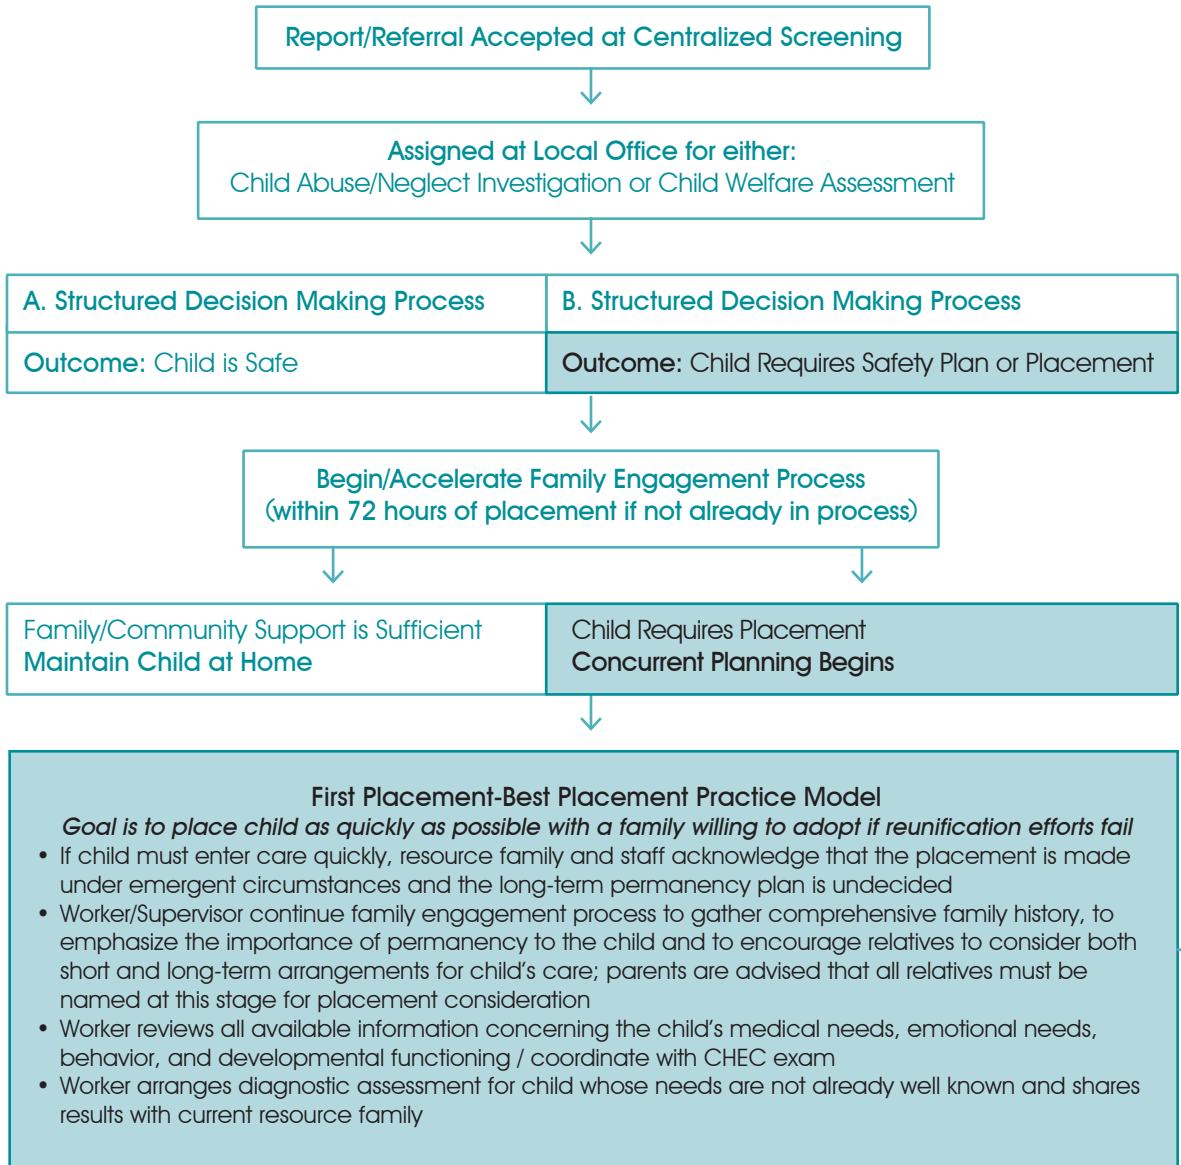 Report/Referral Accepted at Centralized Screening
Assigned at Local Office for either:
Child Abuse/Neglect Investigation or Child Welfare Assessment
A. Structured Decision Making Process
B. Structured Decision Making Process
Outcome: Child is Safe
Outcome: Child Requires Safety Plan or Placement
Begin/Accelerate Family Engagement Process
(within 72 hours of placement if not already in process)
Family/Community Support is Sufficient
Maintain Child at Home
Child Requires Placement
Concurrent Planning Begins
First Placement-Best Placement Practice Model
Goal is to place child as quickly as possible with a family willing to adopt if reunification efforts fail
• If child must enter care quickly, resource family and staff acknowledge that the placement is made
under emergent circumstances and the long-term permanency plan is undecided
• Worker/Supervisor continue family engagement process to gather comprehensive family history, to
emphasize the importance of permanency to the child and to encourage relatives to consider both
short and long-term arrangements for child's care; parents are advised that all relatives must be
named at this stage for placement consideration
• Worker reviews all available information concerning the child's medical needs, emotional needs,
behavior, and developmental functioning / coordinate with CHEC exam
• Worker arranges diagnostic assessment for child whose needs are not already well known and shares
results with current resource family